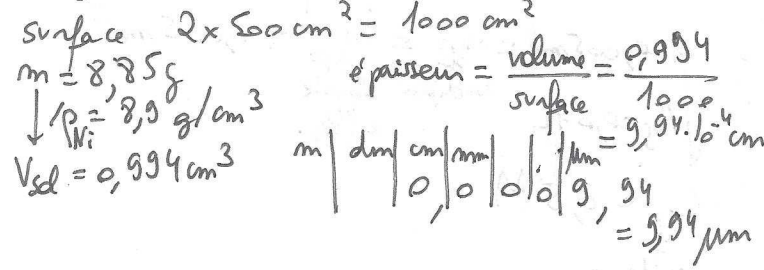 surface 2 x 500 cm² = 1000 cm²
m = 8,85 g
épaisseur = volume / surface = 0,994 / 1000
↓ ρNi = 8,9 g/cm³
= 9,94.10⁻⁴ cm
Vsol = 0,994 cm³
m | dm | cm | mm | . | . | μm
0, | 0 | 0 | 0 | 9, 94
= 9,94 μm